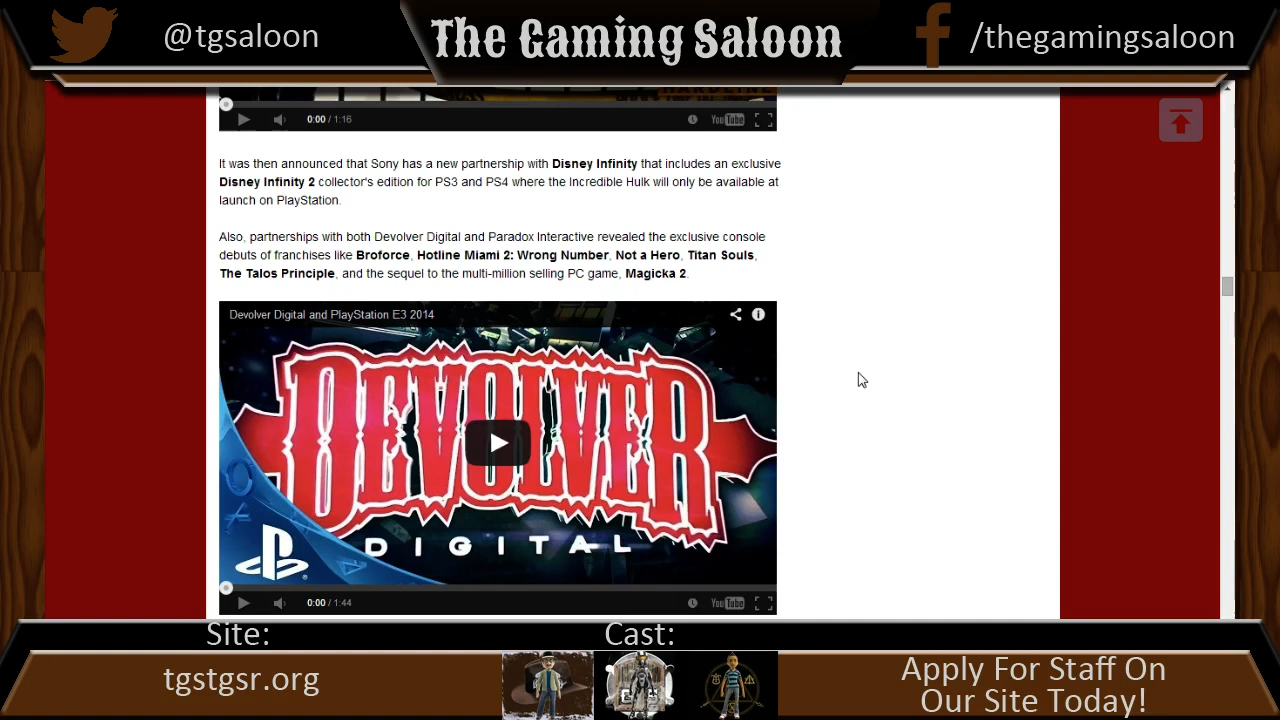 @tgsaloon
The Gaming Saloon
/thegamingsaloon
0:00 / 1:16
YouTube
It was then announced that Sony has a new partnership with Disney Infinity that includes an exclusive
Disney Infinity 2 collector's edition for PS3 and PS4 where the Incredible Hulk will only be available at
launch on PlayStation.
Also, partnerships with both Devolver Digital and Paradox Interactive revealed the exclusive console
debuts of franchises like Broforce, Hotline Miami 2: Wrong Number, Not a Hero, Titan Souls,
The Talos Principle, and the sequel to the multi-million selling PC game, Magicka 2.
Devolver Digital and PlayStation E3 2014
DEVOLVER
DIGITAL
0:00 / 1:44
YouTube
Site:
Cast:
tgstgsr.org
Apply For Staff On
Our Site Today!